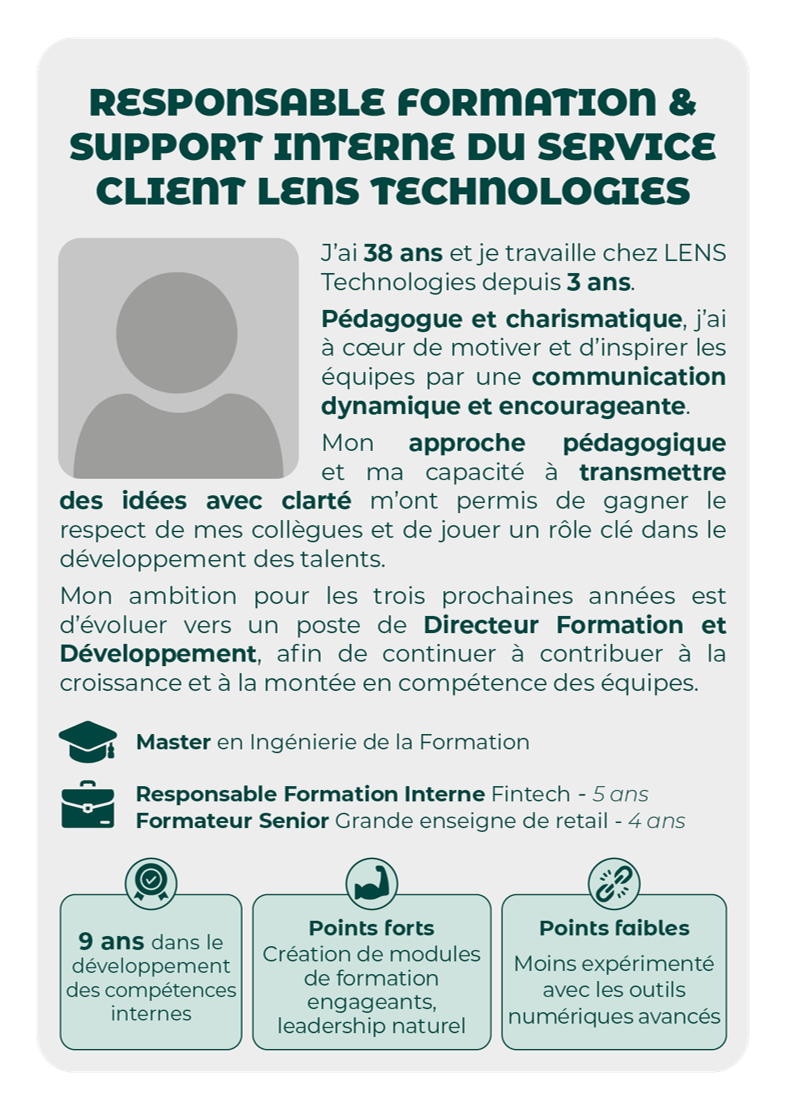 RESPONSABLE FORMATION &
SUPPORT INTERNE DU SERVICE
CLIENT LENS TECHNOLOGIES
J'ai 38 ans et je travaille chez LENS
Technologies depuis 3 ans.
Pédagogue et charismatique, j'ai
à cœur de motiver et d'inspirer les
équipes par une communication
dynamique et encourageante.
Mon approche pédagogique
et ma capacité à transmettre
des idées avec clarté m'ont permis de gagner le
respect de mes collègues et de jouer un rôle clé dans le
développement des talents.
Mon ambition pour les trois prochaines années est
d'évoluer vers un poste de Directeur Formation et
Développement, afin de continuer à contribuer à la
croissance et à la montée en compétence des équipes.
Master en Ingénierie de la Formation
Responsable Formation Interne Fintech - 5 ans
Formateur Senior Grande enseigne de retail - 4 ans
9 ans dans le
développement
des compétences
internes
Points forts
Création de modules
de formation
engageants,
leadership naturel
Points faibles
Moins expérimenté
avec les outils
numériques avancés